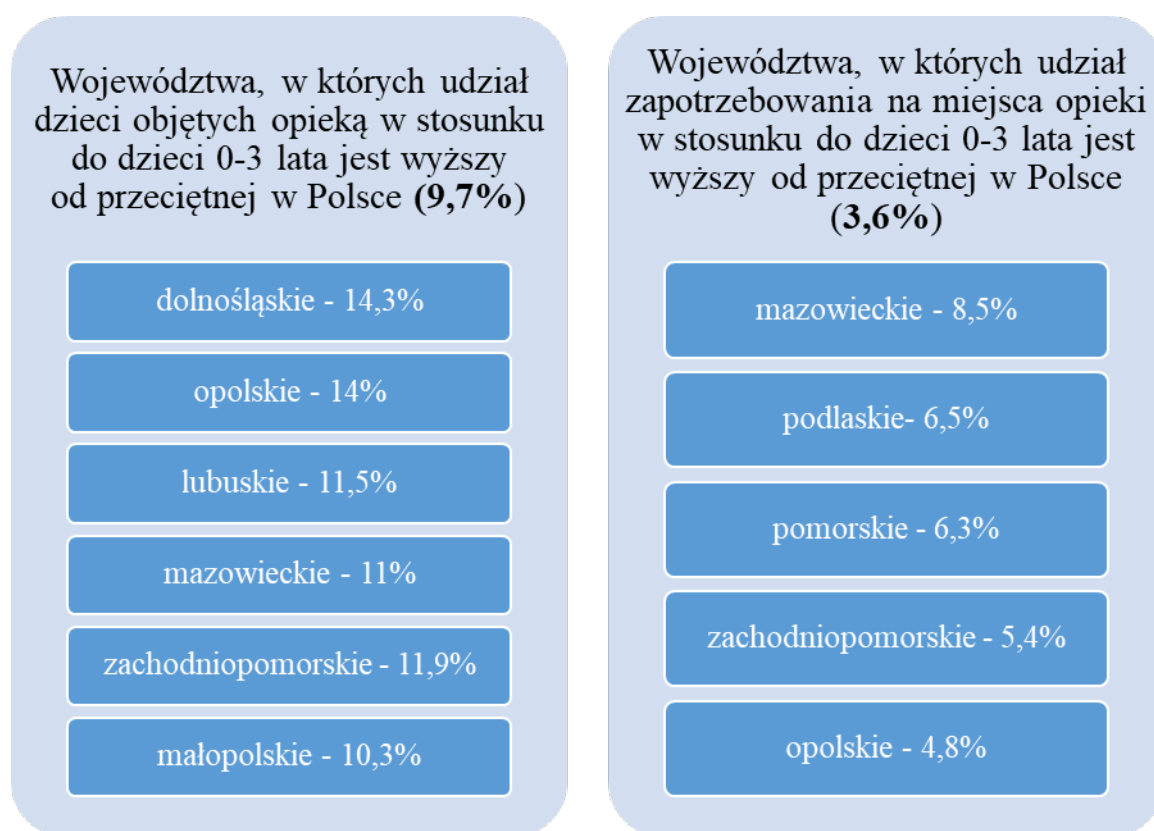 Województwa, w których udział
dzieci objętych opieką w stosunku
do dzieci 0-3 lata jest wyższy
od przeciętnej w Polsce (9,7%)
dolnośląskie - 14,3%
opolskie - 14%
lubuskie - 11,5%
mazowieckie - 11%
zachodniopomorskie - 11,9%
małopolskie - 10,3%
Województwa, w których udział
zapotrzebowania na miejsca opieki
w stosunku do dzieci 0-3 lata jest
wyższy od przeciętnej w Polsce
(3,6%)
mazowieckie - 8,5%
podlaskie- 6,5%
pomorskie - 6,3%
zachodniopomorskie - 5,4%
opolskie - 4,8%